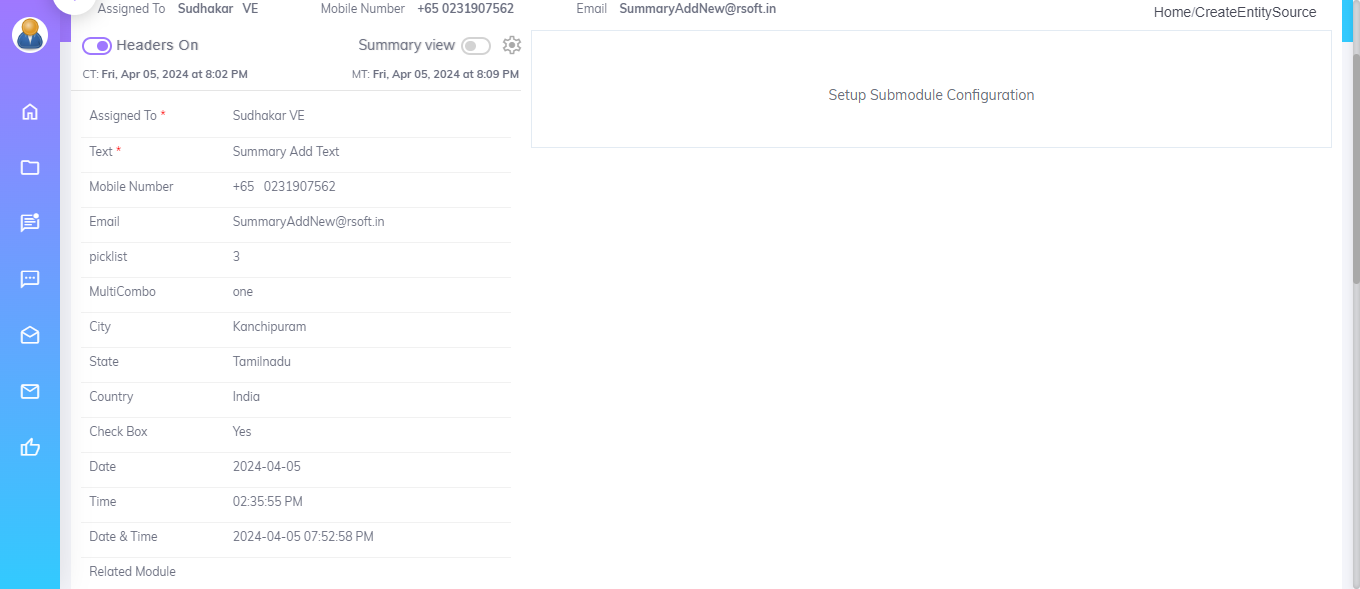 Assigned To Sudhakar VE Mobile Number +65 0231907562 Email SummaryAddNew@rsoft.in
Home/CreateEntitySource
Headers On Summary view
CT: Fri, Apr 05, 2024 at 8:02 PM MT: Fri, Apr 05, 2024 at 8:09 PM
Setup Submodule Configuration
Assigned To * Sudhakar VE
Text * Summary Add Text
Mobile Number +65 0231907562
Email SummaryAddNew@rsoft.in
picklist 3
MultiCombo one
City Kanchipuram
State Tamilnadu
Country India
Check Box Yes
Date 2024-04-05
Time 02:35:55 PM
Date & Time 2024-04-05 07:52:58 PM
Related Module